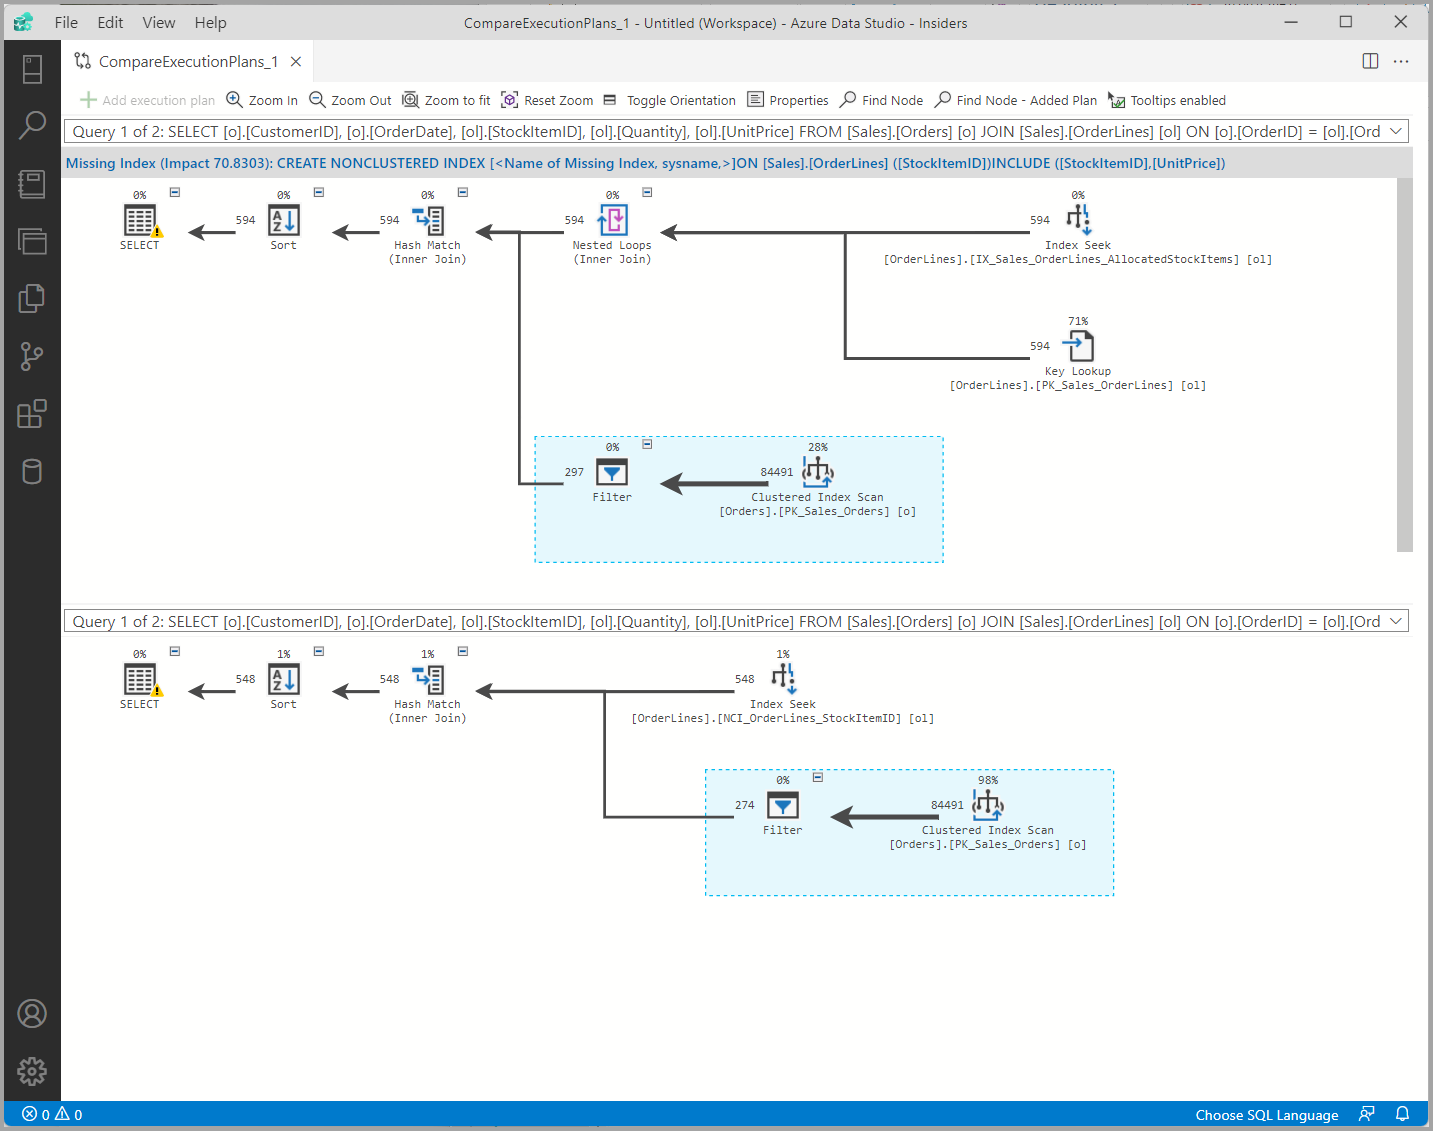 File Edit View Help CompareExecutionPlans_1 - Untitled (Workspace) - Azure Data Studio - Insiders
CompareExecutionPlans_1
Add execution plan Zoom In Zoom Out Zoom to fit Reset Zoom Toggle Orientation Properties Find Node Find Node - Added Plan Tooltips enabled
Query 1 of 2: SELECT [o].[CustomerID], [o].[OrderDate], [ol].[StockItemID], [ol].[Quantity], [ol].[UnitPrice] FROM [Sales].[Orders] [o] JOIN [Sales].[OrderLines] [ol] ON [o].[OrderID] = [ol].[Ord
Missing Index (Impact 70.8303): CREATE NONCLUSTERED INDEX [<Name of Missing Index, sysname,>]ON [Sales].[OrderLines] ([StockItemID])INCLUDE ([StockItemID],[UnitPrice])
0% 0% 0% 0% 0%
594 594 594 594
SELECT Sort Hash Match Nested Loops Index Seek
(Inner Join) (Inner Join) [OrderLines].[IX_Sales_OrderLines_AllocatedStockItems] [ol]
71%
594
Key Lookup
[OrderLines].[PK_Sales_OrderLines] [ol]
0% 28%
297 84491
Filter Clustered Index Scan
[Orders].[PK_Sales_Orders] [o]
Query 1 of 2: SELECT [o].[CustomerID], [o].[OrderDate], [ol].[StockItemID], [ol].[Quantity], [ol].[UnitPrice] FROM [Sales].[Orders] [o] JOIN [Sales].[OrderLines] [ol] ON [o].[OrderID] = [ol].[Ord
0% 1% 1% 1%
548 548 548
SELECT Sort Hash Match Index Seek
(Inner Join) [OrderLines].[NCI_OrderLines_StockItemID] [ol]
0% 98%
274 84491
Filter Clustered Index Scan
[Orders].[PK_Sales_Orders] [o]
0 0 Choose SQL Language